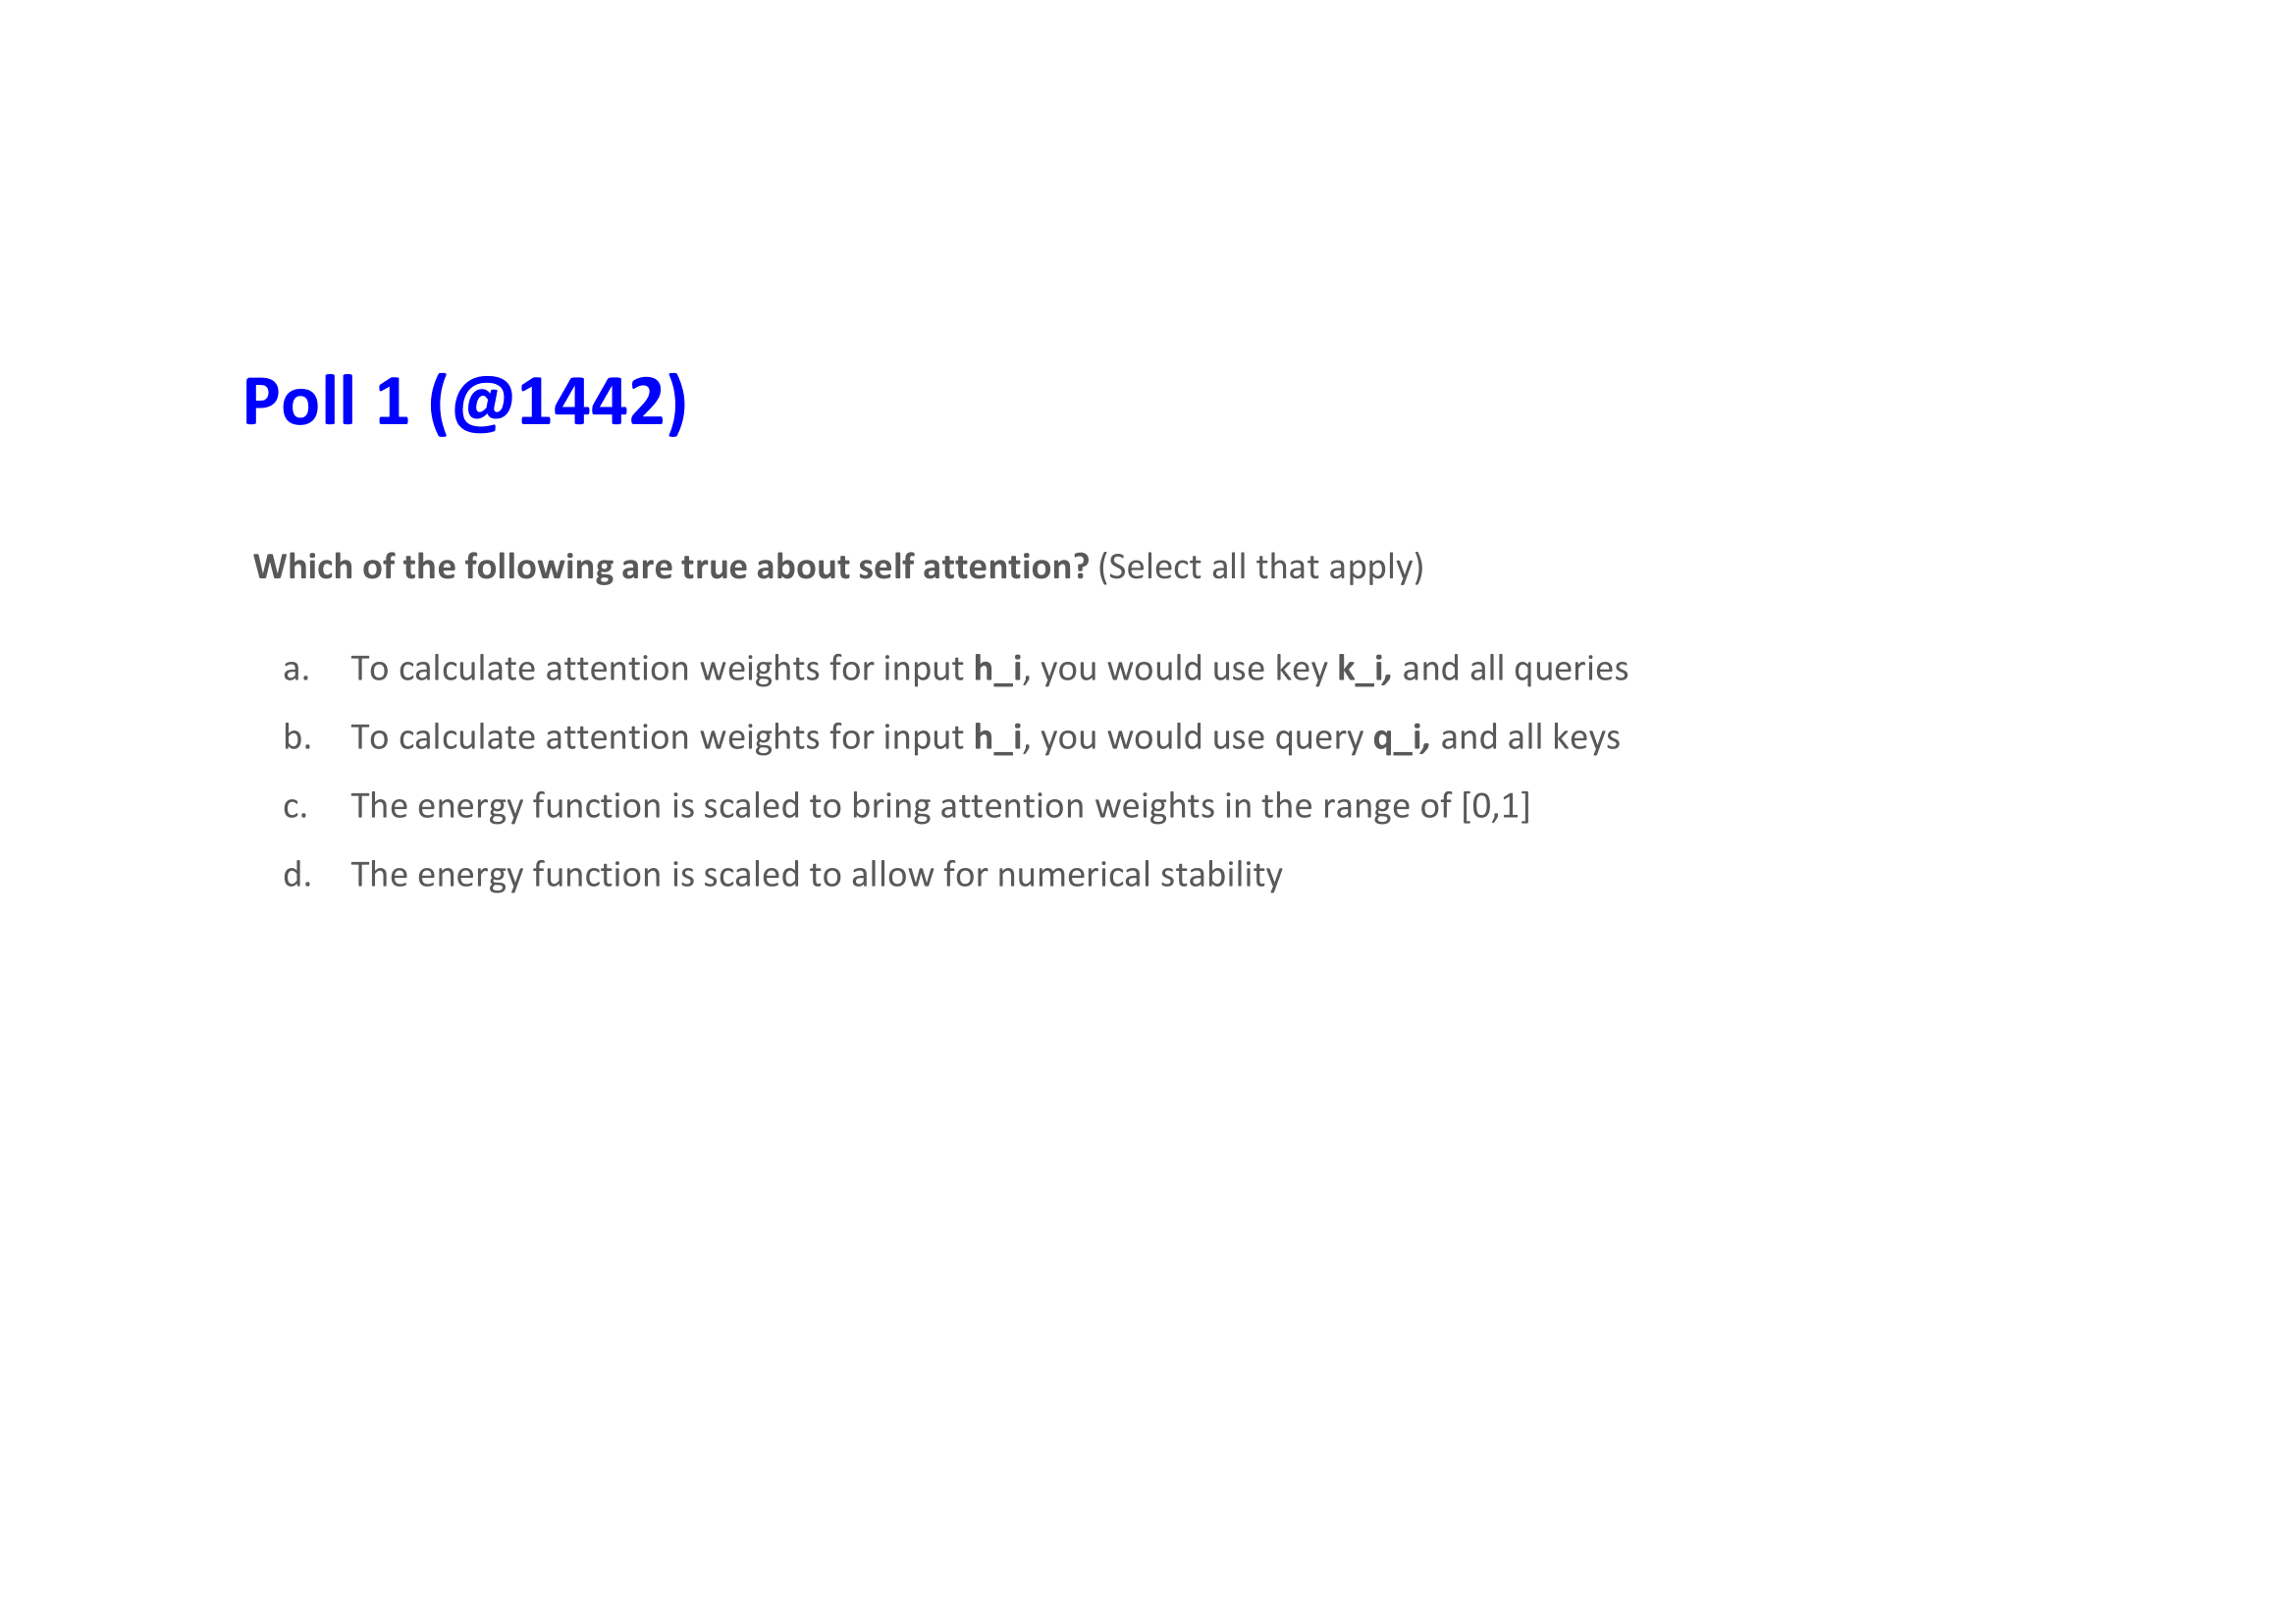 Poll 1 (@1442)
Which of the following are true about self attention? (Select all that apply)
a. To calculate attention weights for input h_i, you would use key k_i, and all queries
b. To calculate attention weights for input h_i, you would use query q_i, and all keys
c. The energy function is scaled to bring attention weights in the range of [0,1]
d. The energy function is scaled to allow for numerical stability